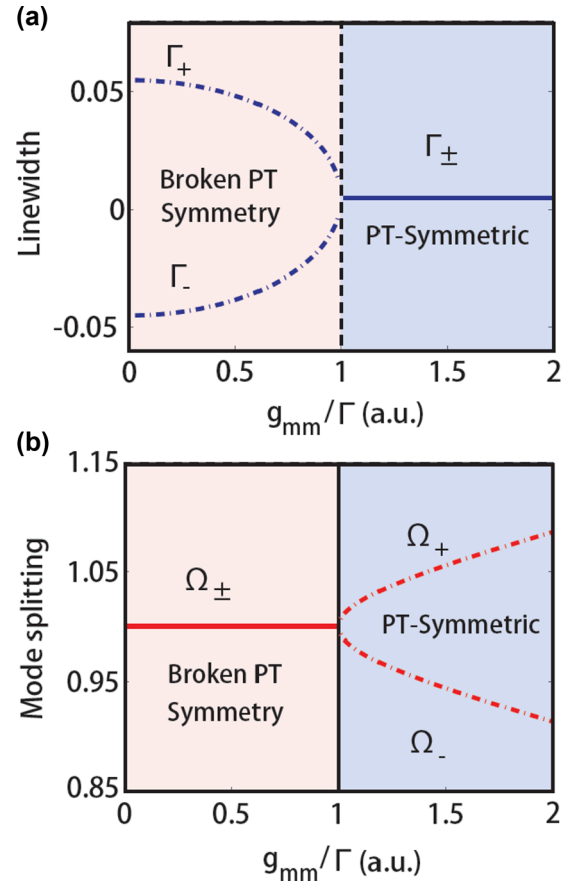 (a)
Γ+
Γ±
Broken PT
Symmetry
PT-Symmetric
Γ-
Linewidth
0.05
0
-0.05
0
0.5
1
1.5
2
gmm/Γ (a.u.)
(b)
1.15
1.05
0.95
0.85
Mode splitting
Ω±
Ω+
PT-Symmetric
Broken PT
Symmetry
Ω-
0
0.5
1
1.5
2
gmm/Γ (a.u.)